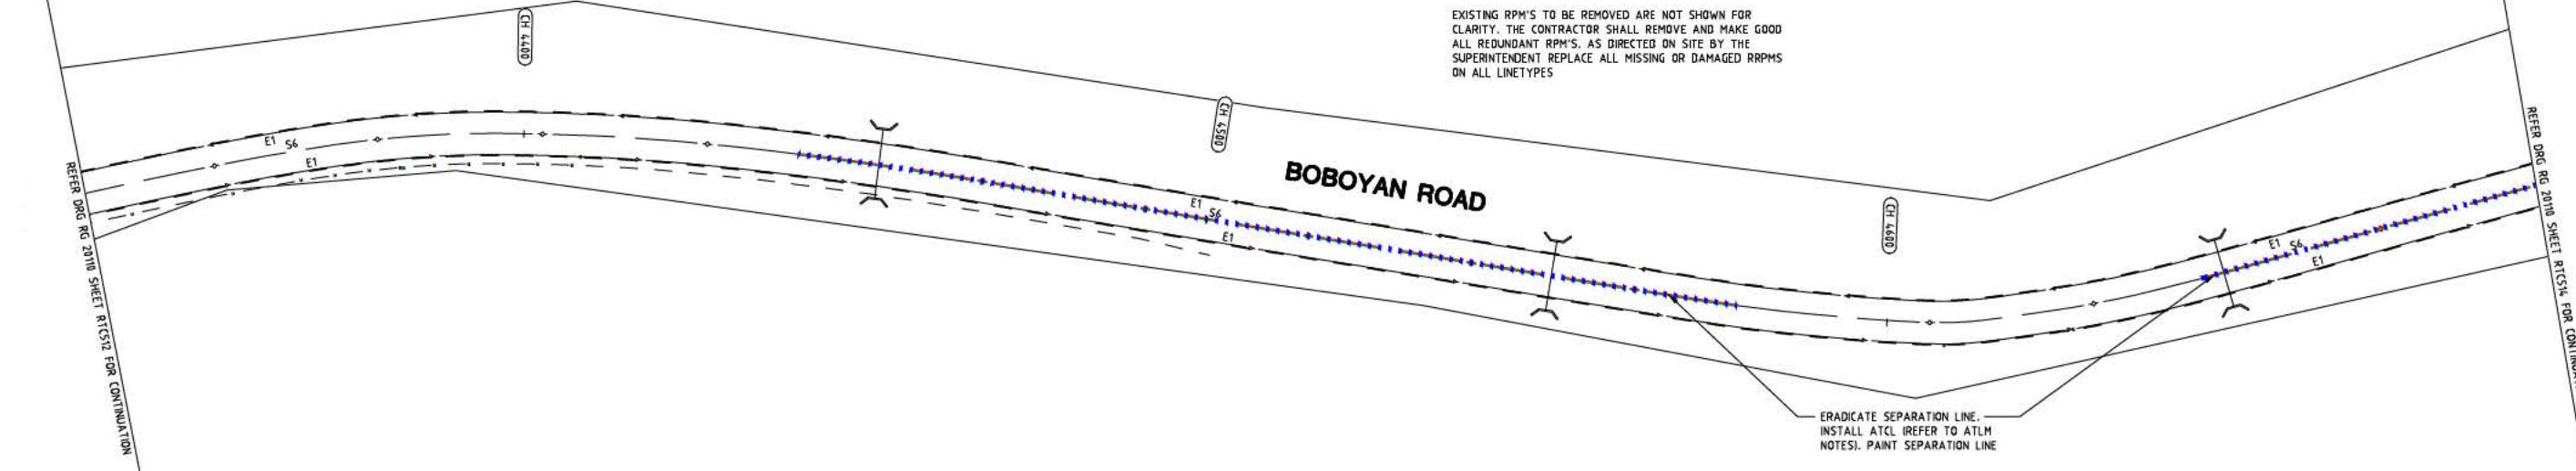 EXISTING RPM'S TO BE REMOVED ARE NOT SHOWN FOR
CLARITY. THE CONTRACTOR SHALL REMOVE AND MAKE GOOD
ALL REDUNDANT RPM'S. AS DIRECTED ON SITE BY THE
SUPERINTENDENT REPLACE ALL MISSING OR DAMAGED RRPMS
ON ALL LINETYPES
CH 4400
CH 4500
CH 4600
BOBOYAN ROAD
E1
S6
E1
E1
S6
E1
E1
S6
E1
REFER DRG RG 20110 SHEET RTCS12 FOR CONTINUATION
REFER DRG RG 20110 SHEET RTCS14 FOR
ERADICATE SEPARATION LINE.
INSTALL ATCL (REFER TO ATLM
NOTES). PAINT SEPARATION LINE